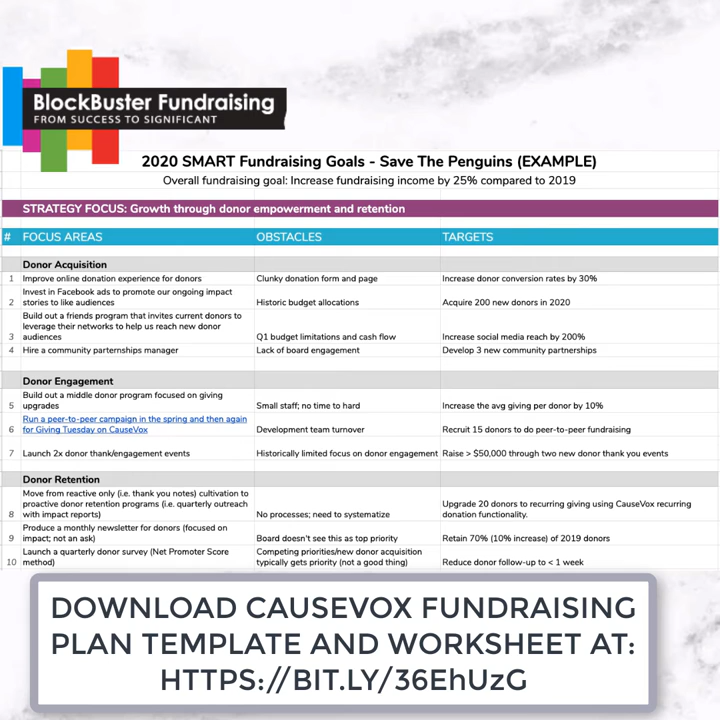 BlockBuster Fundraising
FROM SUCCESS TO SIGNIFICANT
2020 SMART Fundraising Goals - Save The Penguins (EXAMPLE)
Overall fundraising goal: Increase fundraising income by 25% compared to 2019
STRATEGY FOCUS: Growth through donor empowerment and retention
# FOCUS AREAS OBSTACLES TARGETS
Donor Acquisition
1 Improve online donation experience for donors Clunky donation form and page Increase donor conversion rates by 30%
Invest in Facebook ads to promote our ongoing impact
2 stories to like audiences Historic budget allocations Acquire 200 new donors in 2020
Build out a friends program that invites current donors to
leverage their networks to help us reach new donor
3 audiences Q1 budget limitations and cash flow Increase social media reach by 200%
4 Hire a community parternships manager Lack of board engagement Develop 3 new community partnerships
Donor Engagement
Build out a middle donor program focused on giving
5 upgrades Small staff; no time to hard Increase the avg giving per donor by 10%
Run a peer-to-peer campaign in the spring and then again
6 for Giving Tuesday on CauseVox Development team turnover Recruit 15 donors to do peer-to-peer fundraising
7 Launch 2x donor thank/engagement events Historically limited focus on donor engagement Raise > $50,000 through two new donor thank you events
Donor Retention
Move from reactive only (i.e. thank you notes) cultivation to
proactive donor retention programs (i.e. quarterly outreach Upgrade 20 donors to recurring giving using CauseVox recurring
8 with impact reports) No processes; need to systematize donation functionality.
Produce a monthly newsletter for donors (focused on
9 impact; not an ask) Board doesn't see this as top priority Retain 70% (10% increase) of 2019 donors
Launch a quarterly donor survey (Net Promoter Score Competing priorities/new donor acquisition
10 method) typically gets priority (not a good thing) Reduce donor follow-up to < 1 week
DOWNLOAD CAUSEVOX FUNDRAISING
PLAN TEMPLATE AND WORKSHEET AT:
HTTPS://BIT.LY/36EhUzG